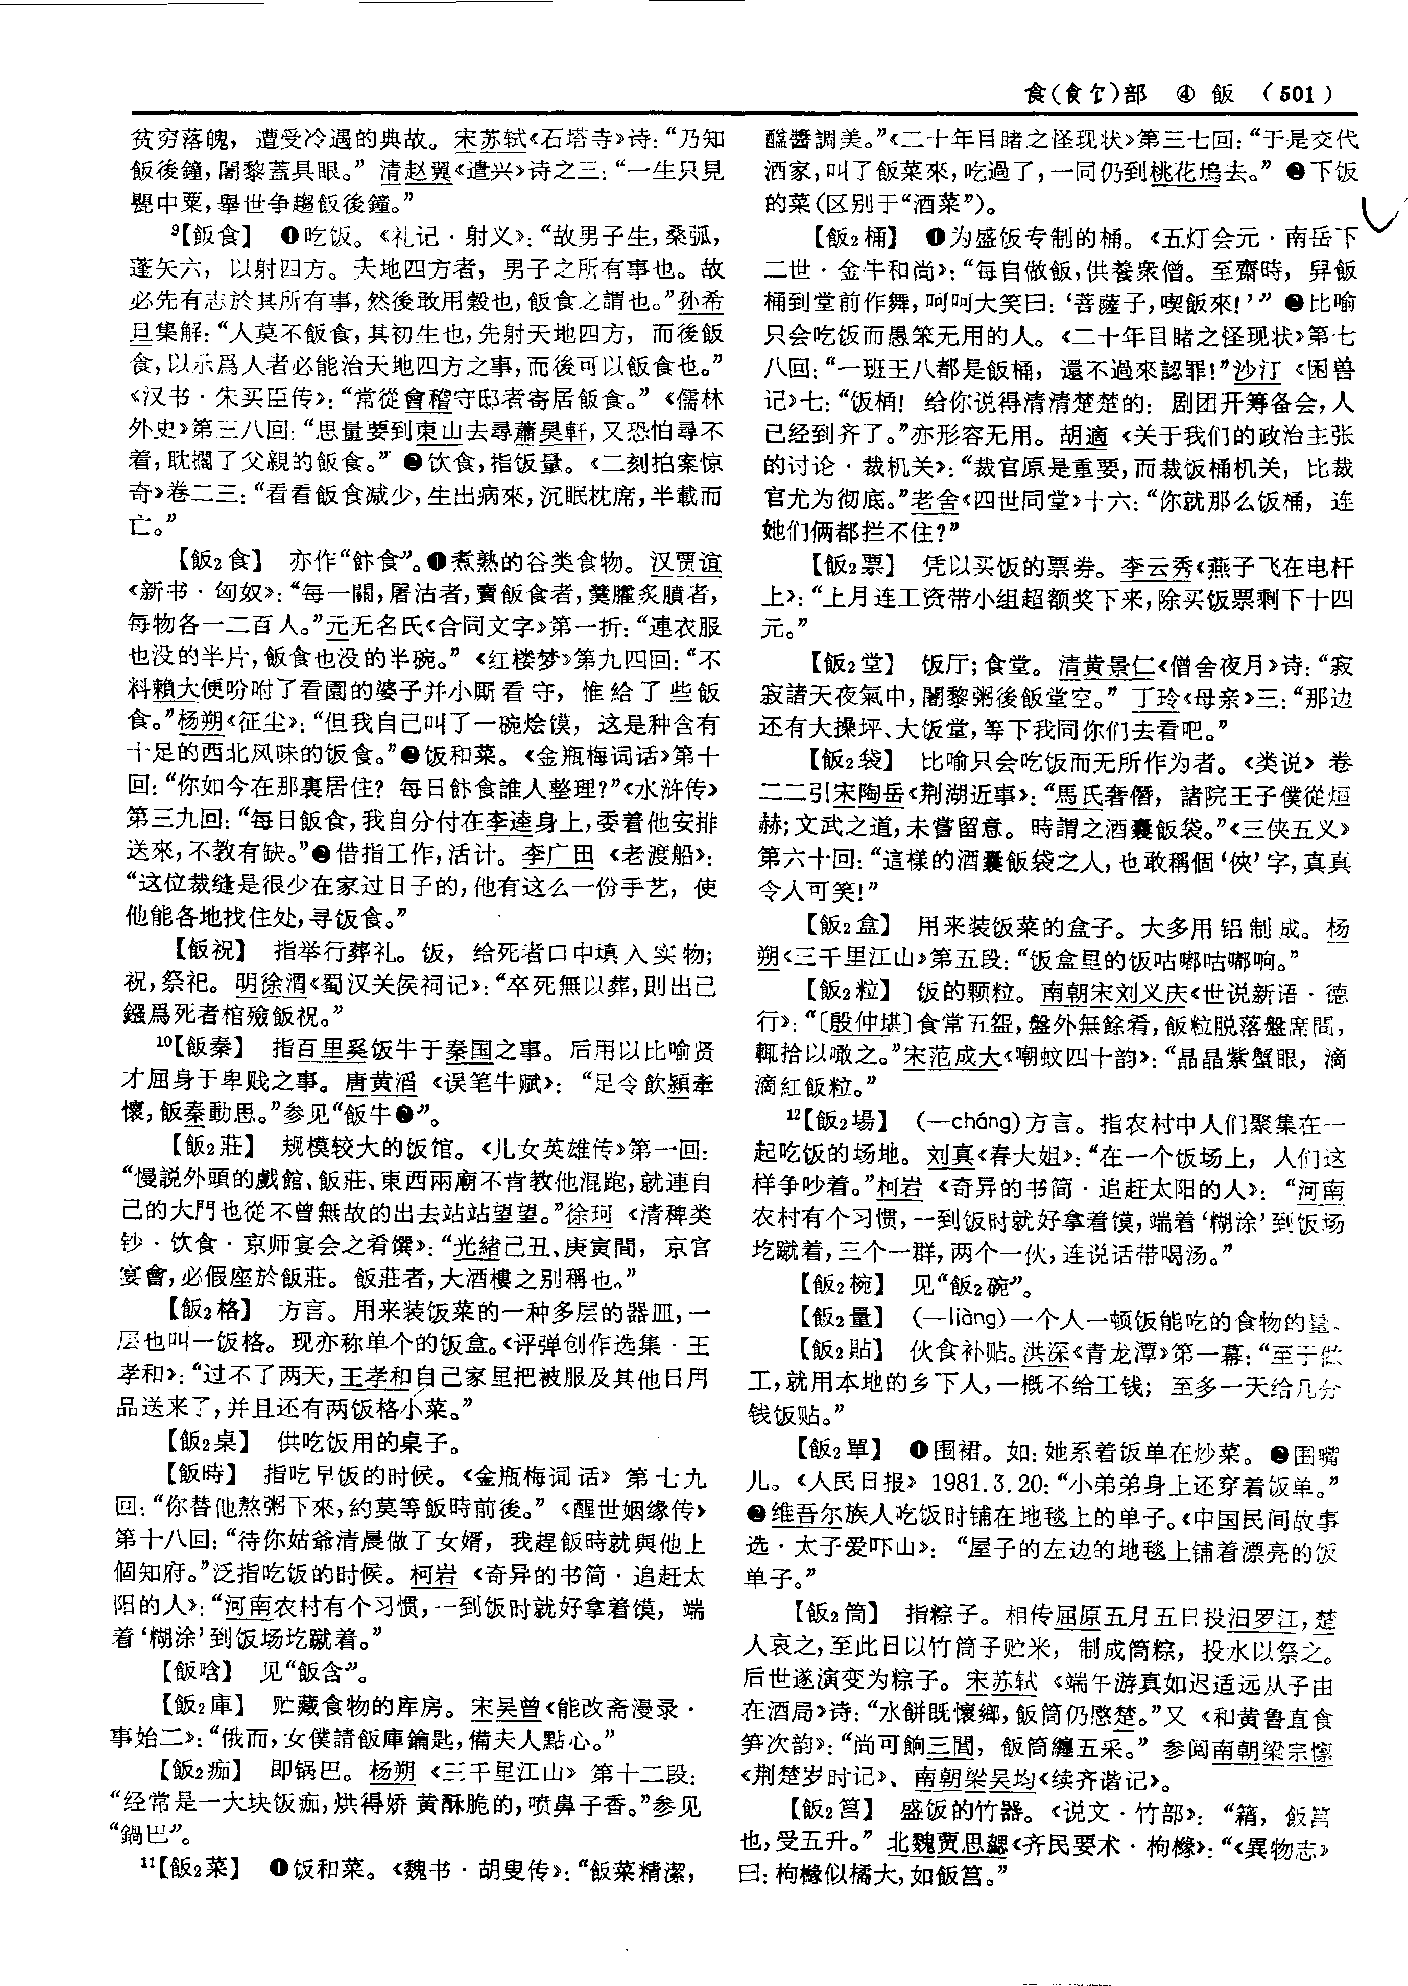 食(𩙿饣)部　④　飯　(501)
贫穷落魄，遭受冷遇的典故。宋苏轼《石塔寺》诗：“乃知
飯後鐘，闍黎蓋具眼。”清赵翼《遣兴》诗之三：“一生只見
甖中粟，舉世争趨飯後鐘。”
⁹【飯食】　❶吃饭。《礼记·射义》：“故男子生，桑弧，
蓬矢六，以射四方。天地四方者，男子之所有事也。故
必先有志於其所有事，然後敢用穀也，飯食之謂也。”孙希
旦集解：“人莫不飯食，其初生也，先射天地四方，而後飯
食，以示爲人者必能治天地四方之事，而後可以飯食也。”
《汉书·朱买臣传》：“常從會稽守邸者寄居飯食。”《儒林
外史》第三八回：“思量要到東山去尋蕭昊軒，又恐怕尋不
着，耽擱了父親的飯食。”❷饮食，指饭量。《二刻拍案惊
奇》卷二三：“看看飯食减少，生出病來，沉眠枕席，半載而
亡。”
【飯₂食】　亦作“飰食”。❶煮熟的谷类食物。汉贾谊
《新书·匈奴》：“每一關，屠沽者，賣飯食者，羹臛炙膹者，
每物各一二百人。”元无名氏《合同文字》第一折：“連衣服
也没的半片，飯食也没的半碗。”《红楼梦》第九四回：“不
料賴大便吩咐了看園的婆子并小厮看守，惟给了些飯
食。”杨朔《征尘》：“但我自己叫了一碗烩馍，这是种含有
十足的西北风味的饭食。”❷饭和菜。《金瓶梅词话》第十
回：“你如今在那裏居住？每日飰食誰人整理？”《水浒传》
第三九回：“每日飯食，我自分付在李逵身上，委着他安排
送來，不教有缺。”❸借指工作，活计。李广田《老渡船》：
“这位裁缝是很少在家过日子的，他有这么一份手艺，使
他能各地找住处，寻饭食。”
【飯祝】　指举行葬礼。饭，给死者口中填入实物；
祝，祭祀。明徐渭《蜀汉关侯祠记》：“卒死無以葬，則出己
鏹爲死者棺殮飯祝。”
¹⁰【飯秦】　指百里奚饭牛于秦国之事。后用以比喻贤
才屈身于卑贱之事。唐黄滔《误笔牛赋》：“足令飲潁牽
懷，飯秦動思。”参见“飯牛❷”。
【飯₂莊】　规模较大的饭馆。《儿女英雄传》第一回：
“慢説外頭的戲館、飯莊、東西兩廟不肯教他混跑，就連自
己的大門也從不曾無故的出去站站望望。”徐珂《清稗类
钞·饮食·京师宴会之肴馔》：“光緒己丑、庚寅間，京官
宴會，必假座於飯莊。飯莊者，大酒樓之别稱也。”
【飯₂格】　方言。用来装饭菜的一种多层的器皿，一
层也叫一饭格。现亦称单个的饭盒。《评弹创作选集·王
孝和》：“过不了两天，王孝和自己家里把被服及其他日用
品送来了，并且还有两饭格小菜。”
【飯₂桌】　供吃饭用的桌子。
【飯時】　指吃早饭的时候。《金瓶梅词话》第七九
回：“你替他熬粥下來，約莫等飯時前後。”《醒世姻缘传》
第十八回：“待你姑爺清晨做了女婿，我趕飯時就與他上
個知府。”泛指吃饭的时候。柯岩《奇异的书简·追赶太
阳的人》：“河南农村有个习惯，一到饭时就好拿着馍，端
着‘糊涂’到饭场圪蹴着。”
【飯晗】　见“飯含”。
【飯₂庫】　贮藏食物的库房。宋吴曾《能改斋漫录·
事始二》：“俄而，女僕請飯庫鑰匙，備夫人點心。”
【飯₂痂】　即锅巴。杨朔《三千里江山》第十二段：
“经常是一大块饭痂，烘得娇黄酥脆的，喷鼻子香。”参见
“鍋巴”。
¹¹【飯₂菜】　❶饭和菜。《魏书·胡叟传》：“飯菜精潔，
醯醬調美。”《二十年目睹之怪现状》第三七回：“于是交代
酒家，叫了飯菜來，吃過了，一同仍到桃花塢去。”❷下饭
的菜(区别于“酒菜”)。
【飯₂桶】　❶为盛饭专制的桶。《五灯会元·南岳下
二世·金牛和尚》：“每自做飯，供養衆僧。至齋時，舁飯
桶到堂前作舞，呵呵大笑曰：‘菩薩子，喫飯來！’”❷比喻
只会吃饭而愚笨无用的人。《二十年目睹之怪现状》第七
八回：“一班王八都是飯桶，還不過來認罪！”沙汀《困兽
记》七：“饭桶！给你说得清清楚楚的：剧团开筹备会，人
已经到齐了。”亦形容无用。胡適《关于我们的政治主张
的讨论·裁机关》：“裁官原是重要，而裁饭桶机关，比裁
官尤为彻底。”老舍《四世同堂》十六：“你就那么饭桶，连
她们俩都拦不住？”
【飯₂票】　凭以买饭的票券。李云秀《燕子飞在电杆
上》：“上月连工资带小组超额奖下来，除买饭票剩下十四
元。”
【飯₂堂】　饭厅；食堂。清黄景仁《僧舍夜月》诗：“寂
寂諸天夜氣中，闍黎粥後飯堂空。”丁玲《母亲》三：“那边
还有大操坪、大饭堂，等下我同你们去看吧。”
【飯₂袋】　比喻只会吃饭而无所作为者。《类说》卷
二二引宋陶岳《荆湖近事》：“馬氏奢僭，諸院王子僕從烜
赫；文武之道，未嘗留意。時謂之酒囊飯袋。”《三侠五义》
第六十回：“這樣的酒囊飯袋之人，也敢稱個‘俠’字，真真
令人可笑！”
【飯₂盒】　用来装饭菜的盒子。大多用铝制成。杨
朔《三千里江山》第五段：“饭盒里的饭咕嘟咕嘟响。”
【飯₂粒】　饭的颗粒。南朝宋刘义庆《世说新语·德
行》：“〔殷仲堪〕食常五盌，盤外無餘肴，飯粒脱落盤席間，
輒拾以噉之。”宋范成大《嘲蚊四十韵》：“晶晶紫蟹眼，滴
滴紅飯粒。”
¹²【飯₂場】　(—cháng)方言。指农村中人们聚集在一
起吃饭的场地。刘真《春大姐》：“在一个饭场上，人们这
样争吵着。”柯岩《奇异的书简·追赶太阳的人》：“河南
农村有个习惯，一到饭时就好拿着馍，端着‘糊涂’到饭场
圪蹴着，三个一群，两个一伙，连说话带喝汤。”
【飯₂椀】　见“飯₂碗”。
【飯₂量】　(—liàng)一个人一顿饭能吃的食物的量。
【飯₂貼】　伙食补贴。洪深《青龙潭》第一幕：“至于做
工，就用本地的乡下人，一概不给工钱；至多一天给几分
钱饭贴。”
【飯₂單】　❶围裙。如：她系着饭单在炒菜。❷围嘴
儿。《人民日报》1981.3.20：“小弟弟身上还穿着饭单。”
❸维吾尔族人吃饭时铺在地毯上的单子。《中国民间故事
选·太子爱吓山》：“屋子的左边的地毯上铺着漂亮的饭
单子。”
【飯₂筒】　指粽子。相传屈原五月五日投汨罗江，楚
人哀之，至此日以竹筒子贮米，制成筒粽，投水以祭之。
后世遂演变为粽子。宋苏轼《端午游真如迟适远从子由
在酒局》诗：“水餅既懷鄉，飯筒仍愍楚。”又《和黄鲁直食
笋次韵》：“尚可餉三閭，飯筒纏五采。”参阅南朝梁宗懔
《荆楚岁时记》、南朝梁吴均《续齐谐记》。
【飯₂筥】　盛饭的竹器。《说文·竹部》：“䈰，飯筥
也，受五升。”北魏贾思勰《齐民要术·枸橼》：“《異物志》
曰：枸櫞似橘大，如飯筥。”